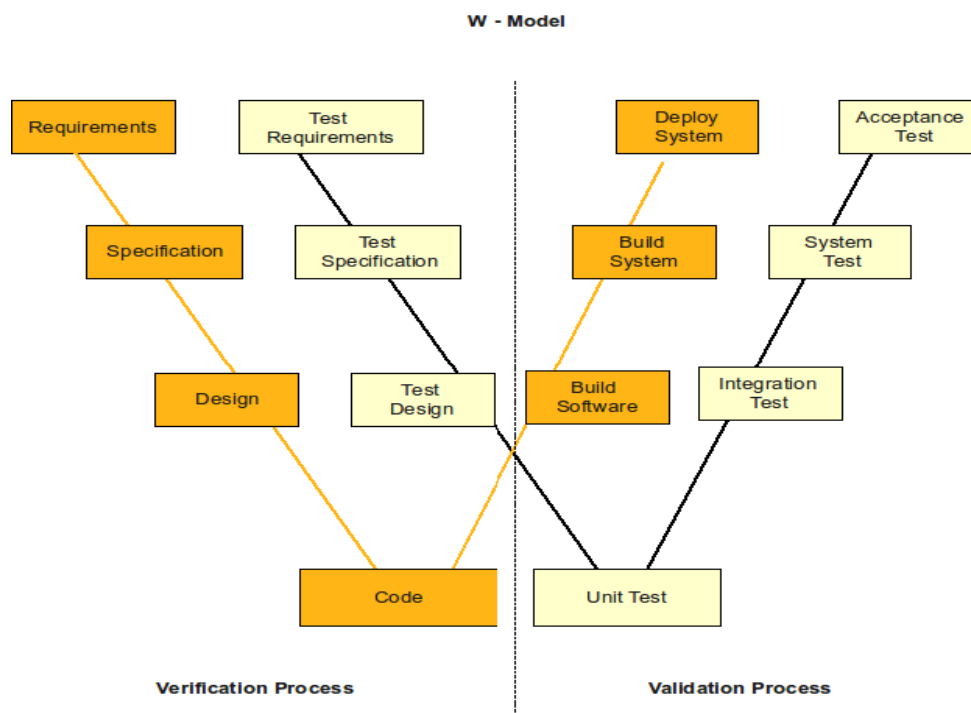 W - Model
Requirements
Test
Requirements
Deploy
System
Acceptance
Test
Specification
Test
Specification
Build
System
System
Test
Design
Test
Design
Build
Software
Integration
Test
Code
Unit Test
Verification Process
Validation Process